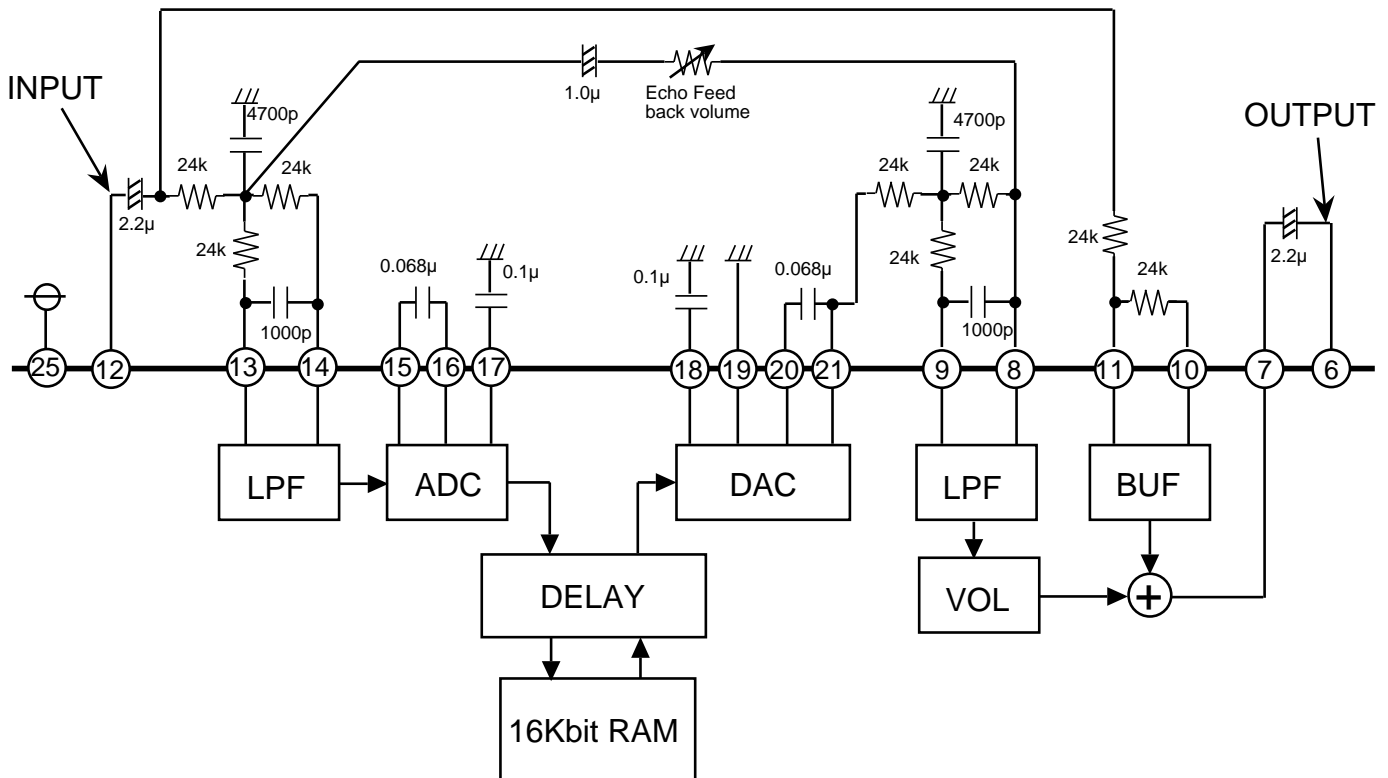 INPUT
4700p
24k
24k
2.2µ
24k
1000p
1.0µ
Echo Feed
back volume
0.068µ
0.1µ
0.1µ
0.068µ
4700p
24k
24k
24k
1000p
24k
24k
OUTPUT
2.2µ
25
12
13
14
15
16
17
18
19
20
21
9
8
11
10
7
6
LPF
ADC
DAC
LPF
BUF
DELAY
VOL
+
16Kbit RAM